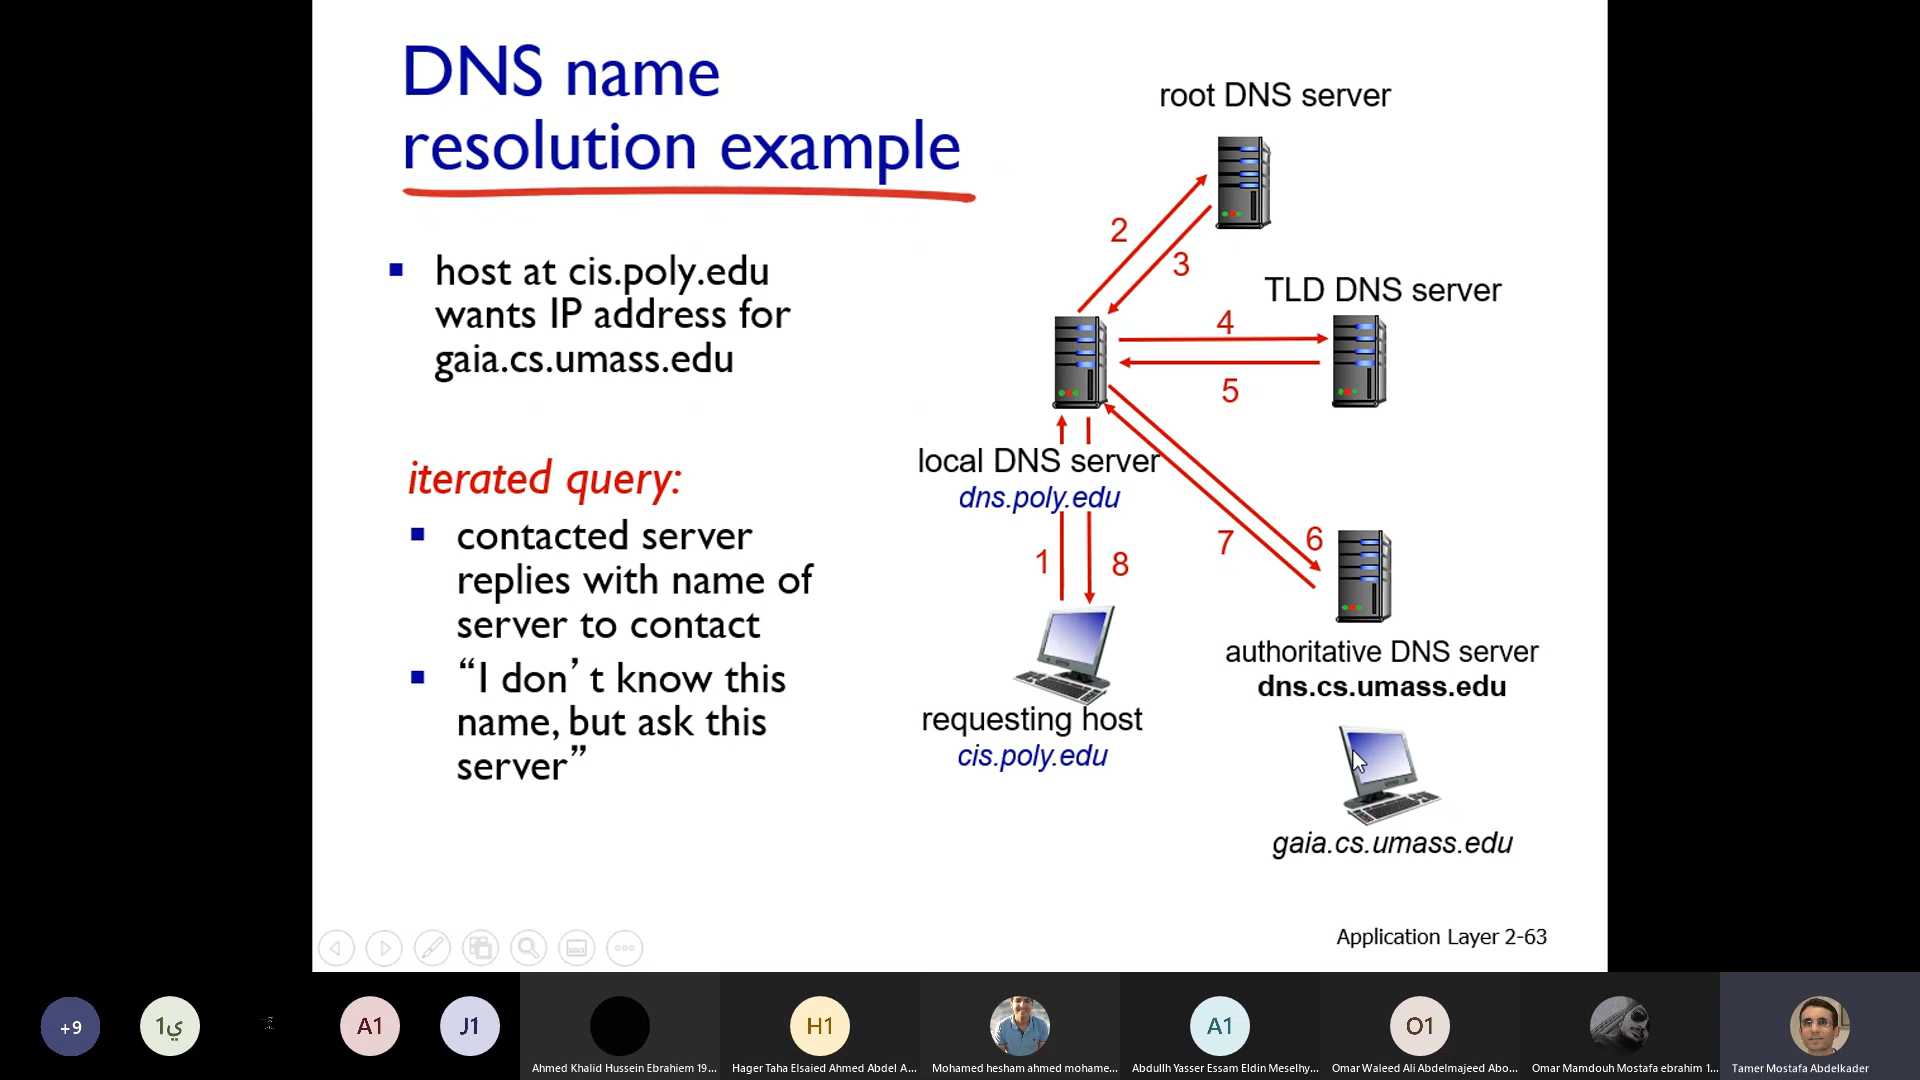 DNS name
resolution example
host at cis.poly.edu
wants IP address for
gaia.cs.umass.edu
iterated query:
contacted server
replies with name of
server to contact
“I don’ t know this
name, but ask this
server”
root DNS server
2
3
TLD DNS server
4
5
local DNS server
dns.poly.edu
1
8
7
6
requesting host
cis.poly.edu
authoritative DNS server
dns.cs.umass.edu
gaia.cs.umass.edu
Application Layer 2-63
+9
1ي
A1
J1
H1
A1
O1
Ahmed Khalid Hussein Ebrahiem 19...
Hager Taha Elsaied Ahmed Abdel A...
Mohamed hesham ahmed mohame...
Abdullh Yasser Essam Eldin Meselhy...
Omar Waleed Ali Abdelmajeed Abo...
Omar Mamdouh Mostafa ebrahim 1...
Tamer Mostafa Abdelkader